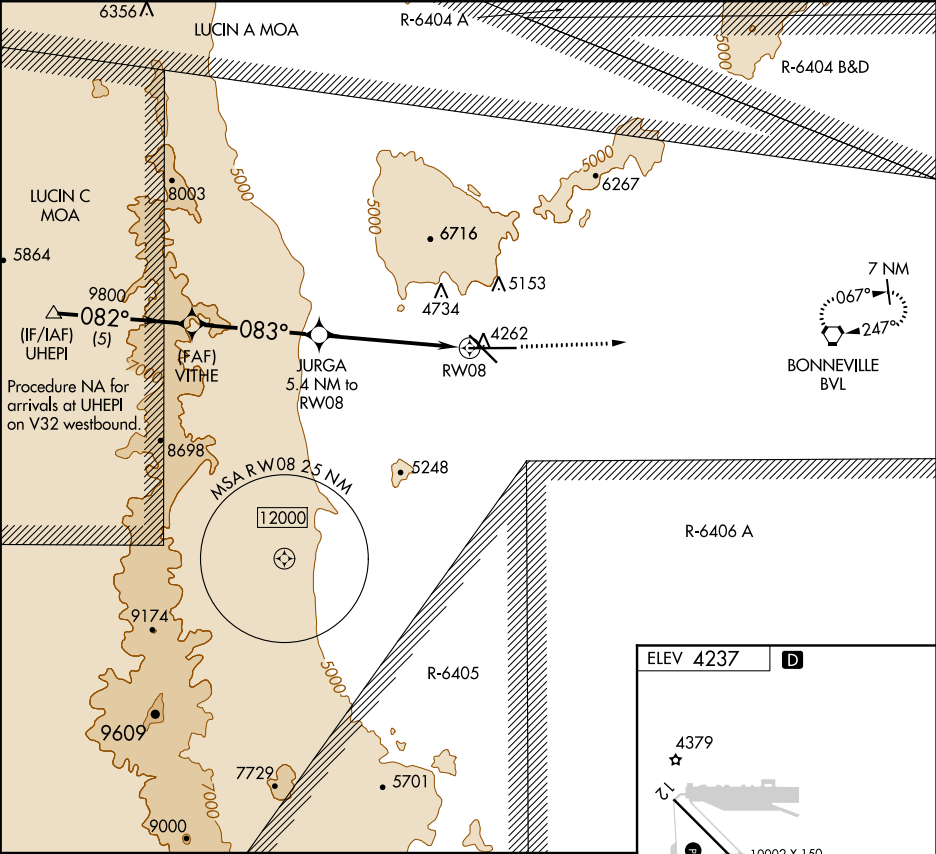 6356
LUCIN A MOA
R-6404 A
5000
R-6404 B&D
5000
5000
6267
8003
LUCIN C
MOA
5000
6716
5864
5153
4734
7 NM
067°
247°
9800
082°
(5)
083°
4262
(IF/IAF)
UHEPI
(FAF)
VITHE
JURGA
5.4 NM to
RW08
RW08
BONNEVILLE
BVL
7000
Procedure NA for
arrivals at UHEPI
on V32 westbound.
8698
5248
MSA RW08 25 NM
12000
R-6406 A
9174
5000
R-6405
ELEV 4237
D
9609
4379
7729
5701
12
7000
9000
P
10002 X 150